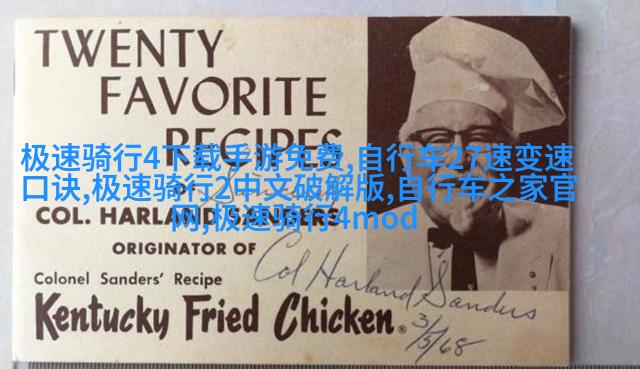 TWENTY
FAVORITE
RECIPES
极速骑行4下载手游免费,自行车27速变速
口诀,极速骑行2中文破解版,自行车之家官
网,极速骑行4mod
COL. HARLAND SANDERS
ORIGINATOR OF
Colonel Sanders' Recipe
Kentucky Fried Chicken®
Col Harland Sanders
3/5/68